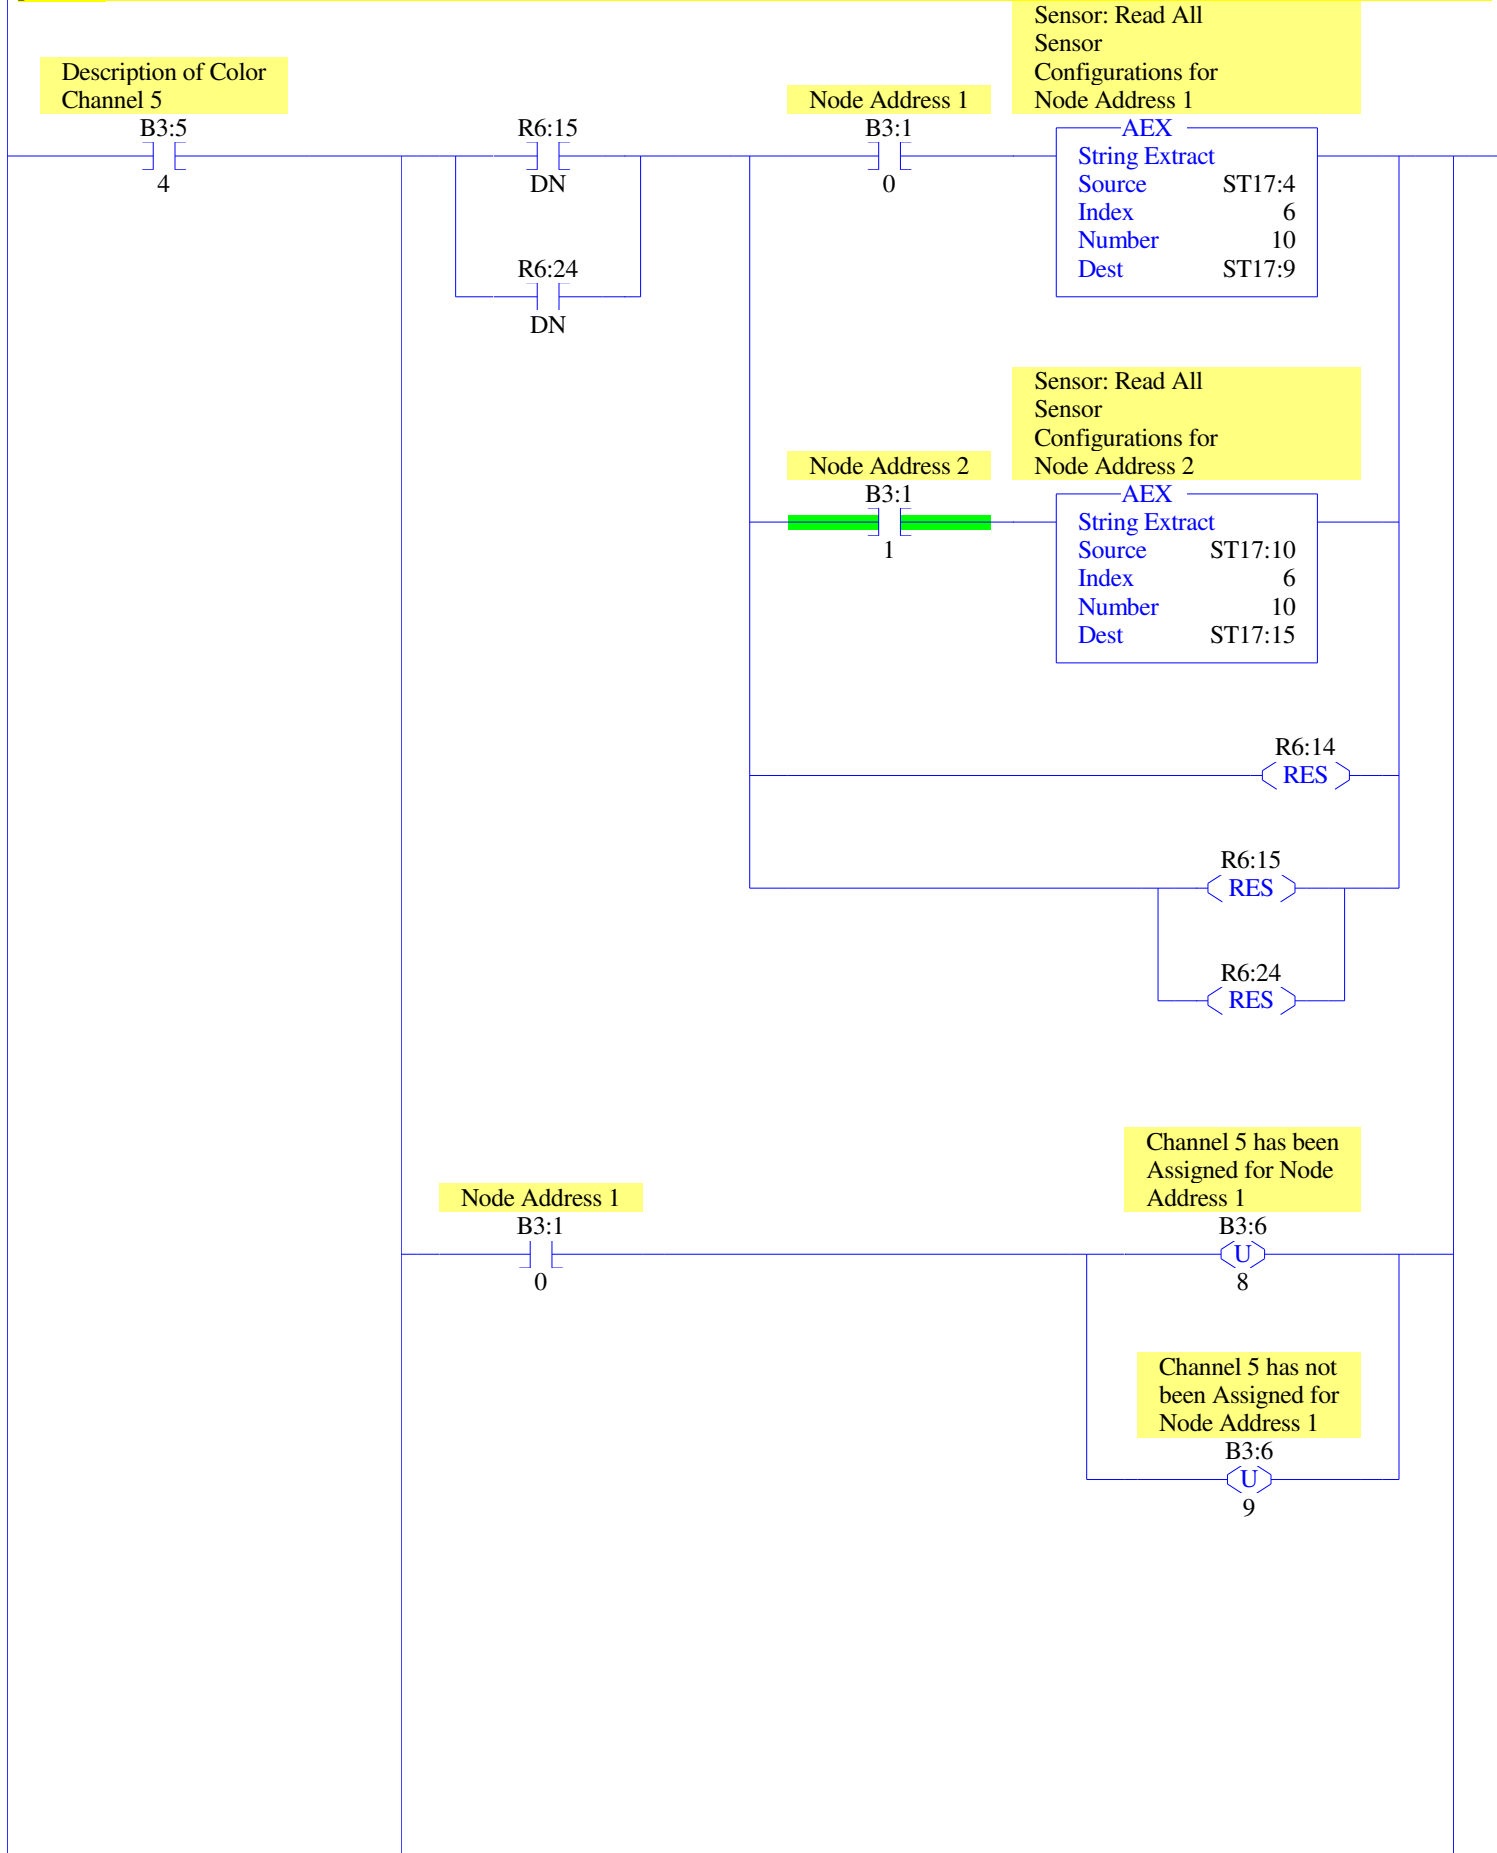 Sensor: Read All
Sensor
Configurations for
Node Address 1
Description of Color
Channel 5
B3:5
4
R6:15
DN
R6:24
DN
Node Address 1
B3:1
0
AEX
String Extract
Source ST17:4
Index 6
Number 10
Dest ST17:9
Sensor: Read All
Sensor
Configurations for
Node Address 2
Node Address 2
B3:1
1
AEX
String Extract
Source ST17:10
Index 6
Number 10
Dest ST17:15
R6:14
RES
R6:15
RES
R6:24
RES
Node Address 1
B3:1
0
Channel 5 has been
Assigned for Node
Address 1
B3:6
U
8
Channel 5 has not
been Assigned for
Node Address 1
B3:6
U
9